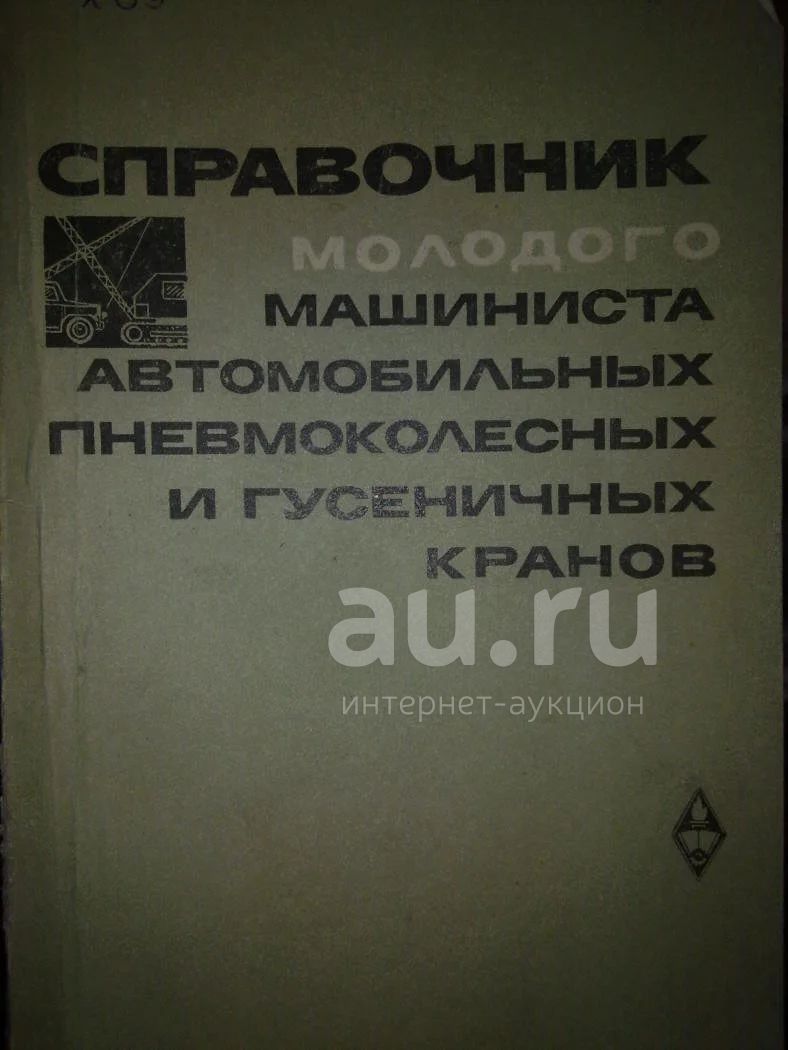 СПРАВОЧНИК
МОЛОДОГО
МАШИНИСТА
АВТОМОБИЛЬНЫХ
ПНЕВМОКОЛЕСНЫХ
И ГУСЕНИЧНЫХ
КРАНОВ
au.ru
интернет-аукцион